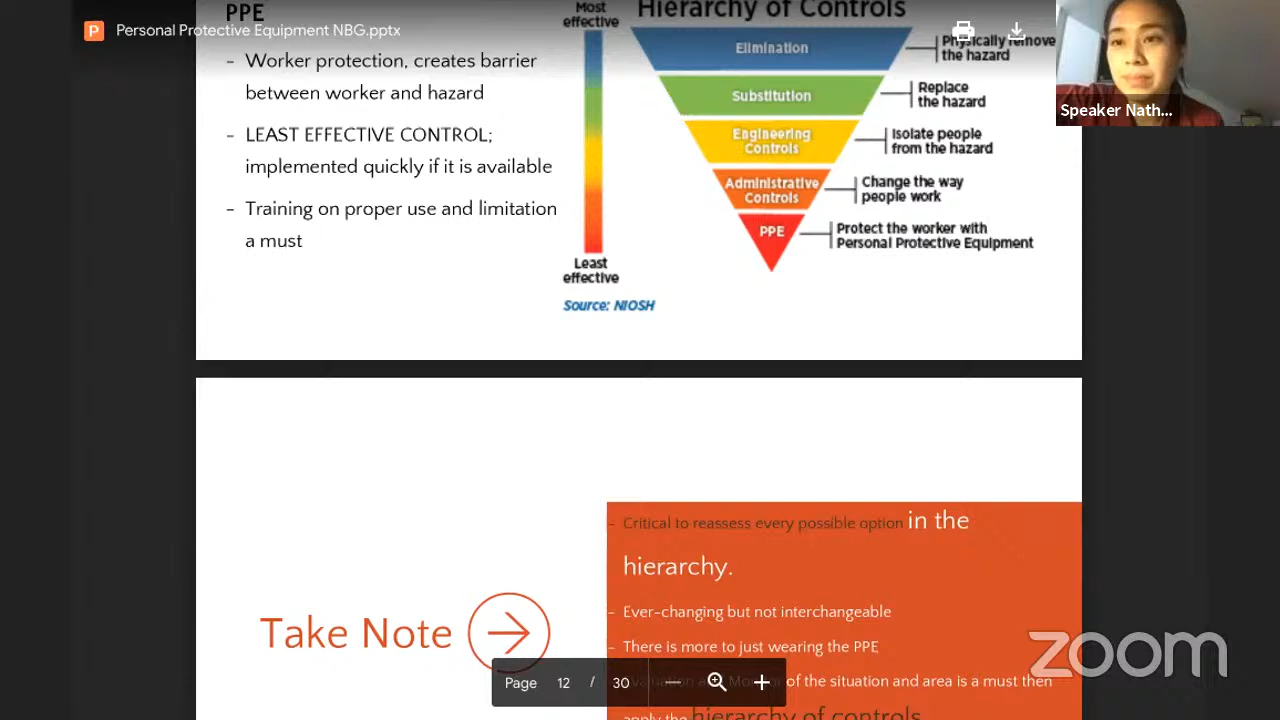 PPE
P Personal Protective Equipment NBG.pptx
- Worker protection, creates barrier
between worker and hazard
- LEAST EFFECTIVE CONTROL;
implemented quickly if it is available
- Training on proper use and limitation
a must
Most
effective
Least
effective
Source: NIOSH
Hierarchy of Controls
Elimination
Physically remove
the hazard
Substitution
Replace
the hazard
Engineering
Controls
Isolate people
from the hazard
Administrative
Controls
Change the way
people work
PPE
Protect the worker with
Personal Protective Equipment
Speaker Nath...
Take Note
- Critical to reassess every possible option in the
hierarchy.
- Ever-changing but not interchangeable
- There is more to just wearing the PPE
of the situation and area is a must then
apply the hierarchy of controls
Page 12 / 30
zoom